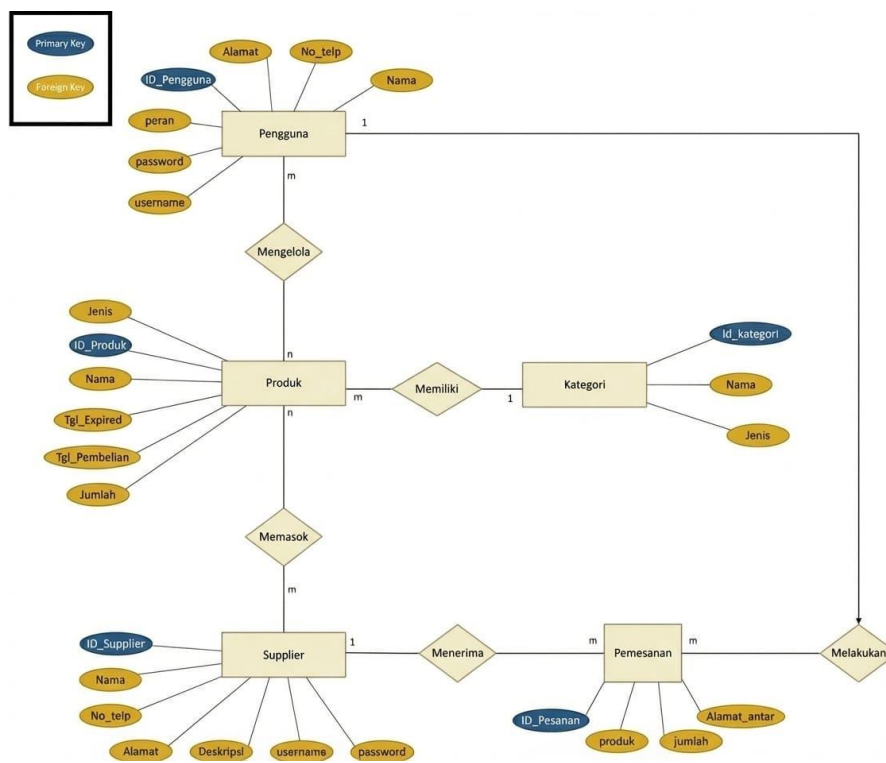 Primary Key
Foreign Key
Alamat
No_telp
ID_Pengguna
Nama
peran
Pengguna
1
password
m
username
Mengelola
Jenis
ID_Produk
n
Nama
Produk
m
Memiliki
1
Kategori
Id_kategorI
Nama
Jenis
Tgl_Expired
n
Tgl_Pembelian
Jumlah
Memasok
m
ID_Supplier
Nama
Supplier
1
Menerima
m
Pemesanan
m
Melakukan
No_telp
Alamat
DeskripsI
username
password
ID_Pesanan
produk
jumlah
Alamat_antar